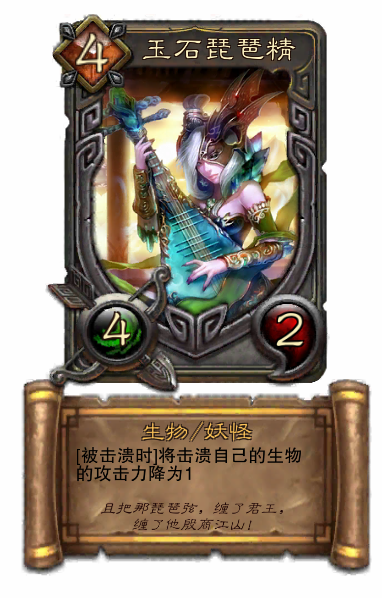 4
玉石琵琶精
4
2
生物/妖怪
[被击溃时]将击溃自己的生物
的攻击力降为1
且把那琵琶弦，缠了君王，
缠了他殷商江山!